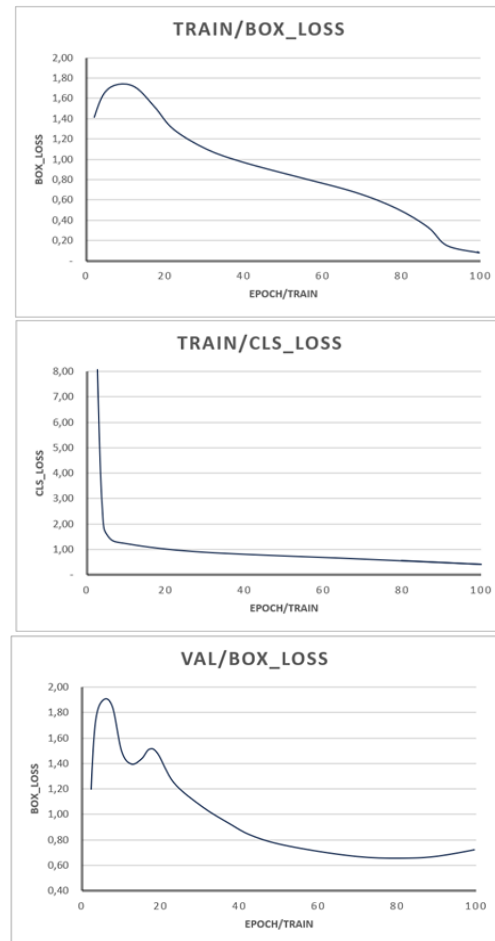 TRAIN/BOX_LOSS
2,00
1,80
1,60
1,40
1,20
1,00
0,80
0,60
0,40
0,20
-
BOX_LOSS
0 20 40 60 80 100
EPOCH/TRAIN
TRAIN/CLS_LOSS
8,00
7,00
6,00
5,00
4,00
3,00
2,00
1,00
-
CLS_LOSS
0 20 40 60 80 100
EPOCH/TRAIN
VAL/BOX_LOSS
2,00
1,80
1,60
1,40
1,20
1,00
0,80
0,60
0,40
BOX_LOSS
0 20 40 60 80 100
EPOCH/TRAIN